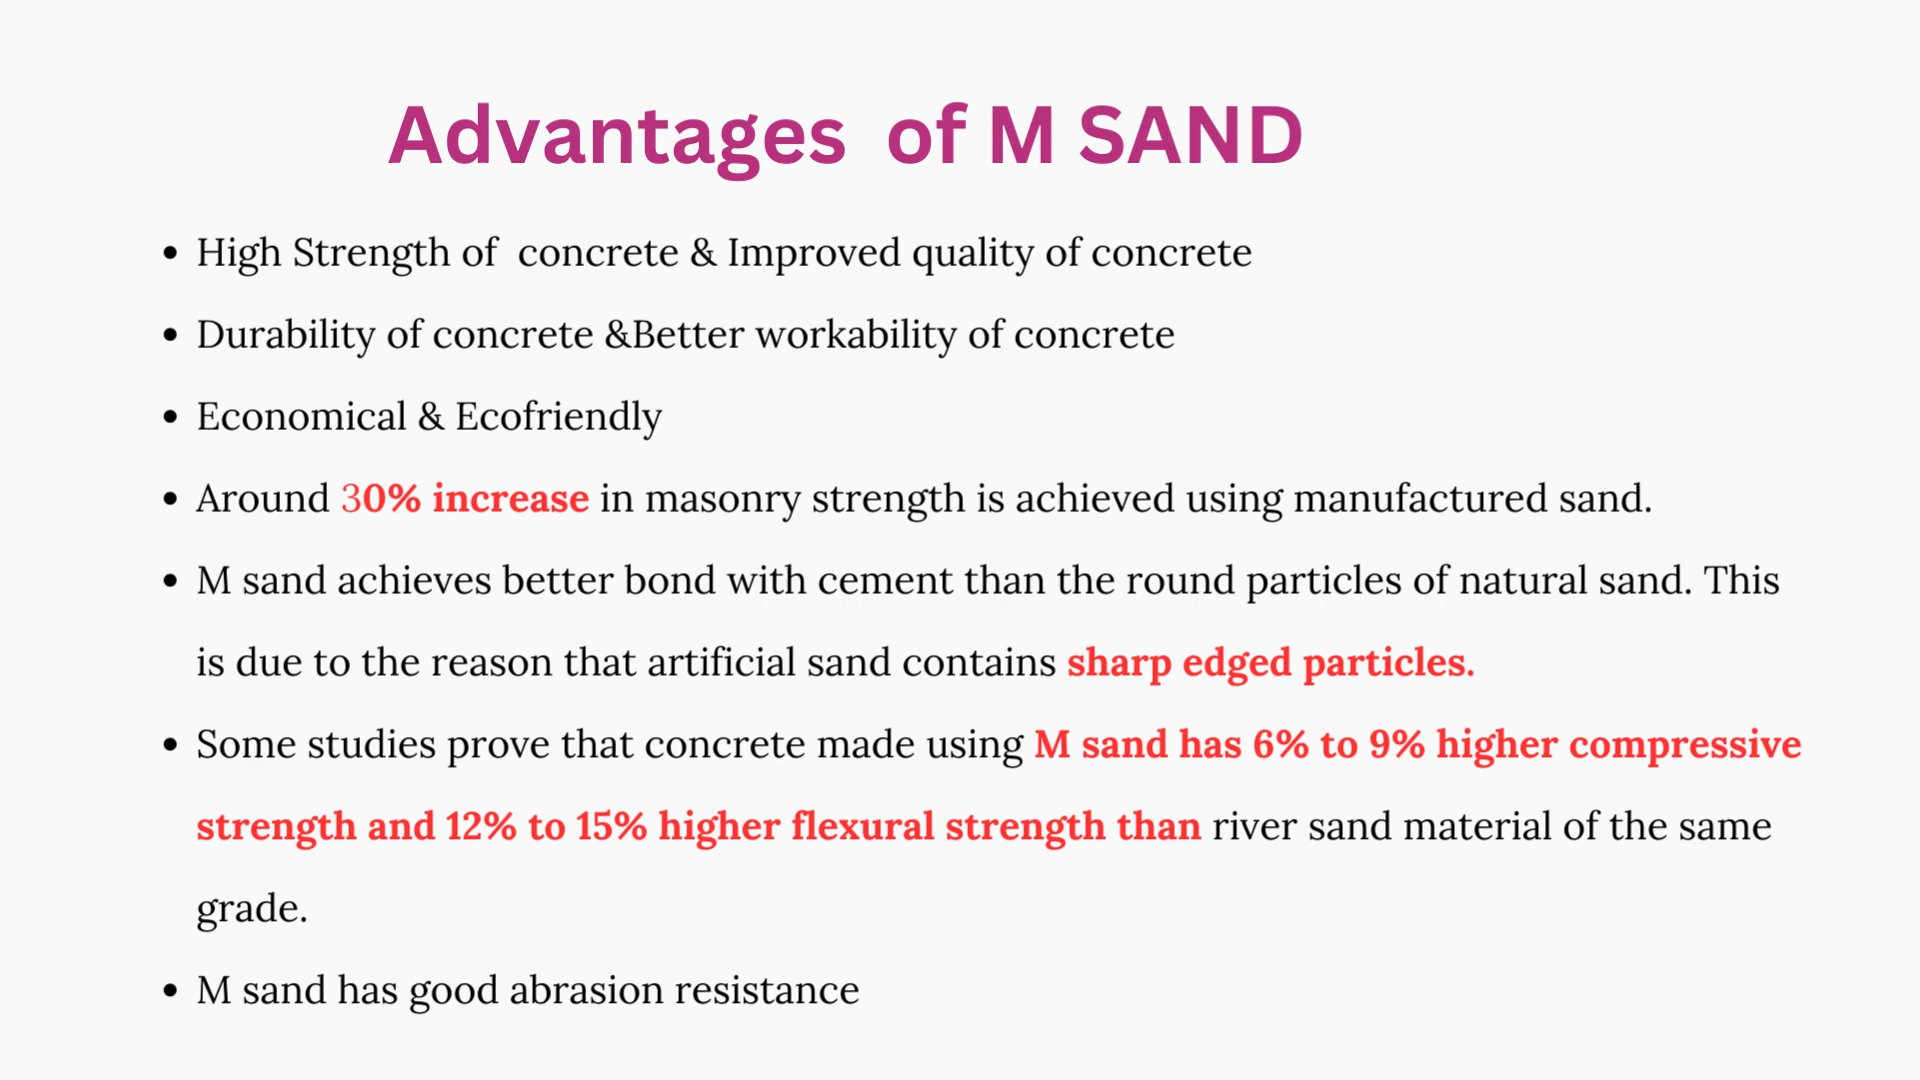 Advantages  of M SAND
• High Strength of  concrete & Improved quality of concrete
• Durability of concrete &Better workability of concrete
• Economical & Ecofriendly
• Around 30% increase in masonry strength is achieved using manufactured sand.
• M sand achieves better bond with cement than the round particles of natural sand. This
is due to the reason that artificial sand contains sharp edged particles.
• Some studies prove that concrete made using M sand has 6% to 9% higher compressive
strength and 12% to 15% higher flexural strength than river sand material of the same
grade.
• M sand has good abrasion resistance